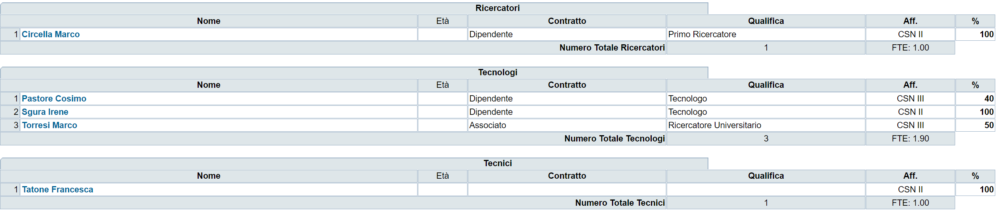 Ricercatori
Nome Età Contratto Qualifica Aff. %
1 Circella Marco Dipendente Primo Ricercatore CSN II 100
Numero Totale Ricercatori 1 FTE: 1.00
Tecnologi
Nome Età Contratto Qualifica Aff. %
1 Pastore Cosimo Dipendente Tecnologo CSN III 40
2 Sgura Irene Dipendente Tecnologo CSN II 100
3 Torresi Marco Associato Ricercatore Universitario CSN III 50
Numero Totale Tecnologi 3 FTE: 1.90
Tecnici
Nome Età Contratto Qualifica Aff. %
1 Tatone Francesca CSN II 100
Numero Totale Tecnici 1 FTE: 1.00